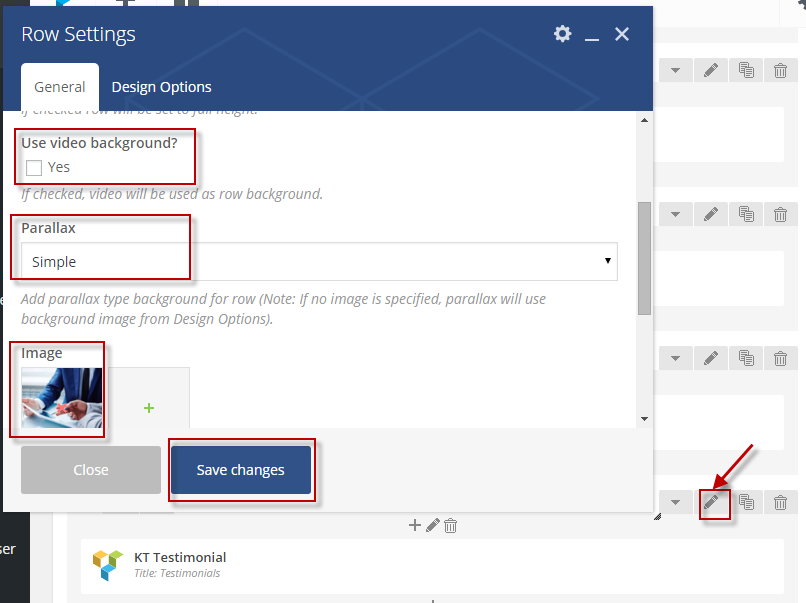 Row Settings
General
Design Options
If checked row will be set to full height.
Use video background?
Yes
If checked, video will be used as row background.
Parallax
Simple
Add parallax type background for row (Note: If no image is specified, parallax will use
background image from Design Options).
Image
Close
Save changes
ser
KT Testimonial
Title: Testimonials